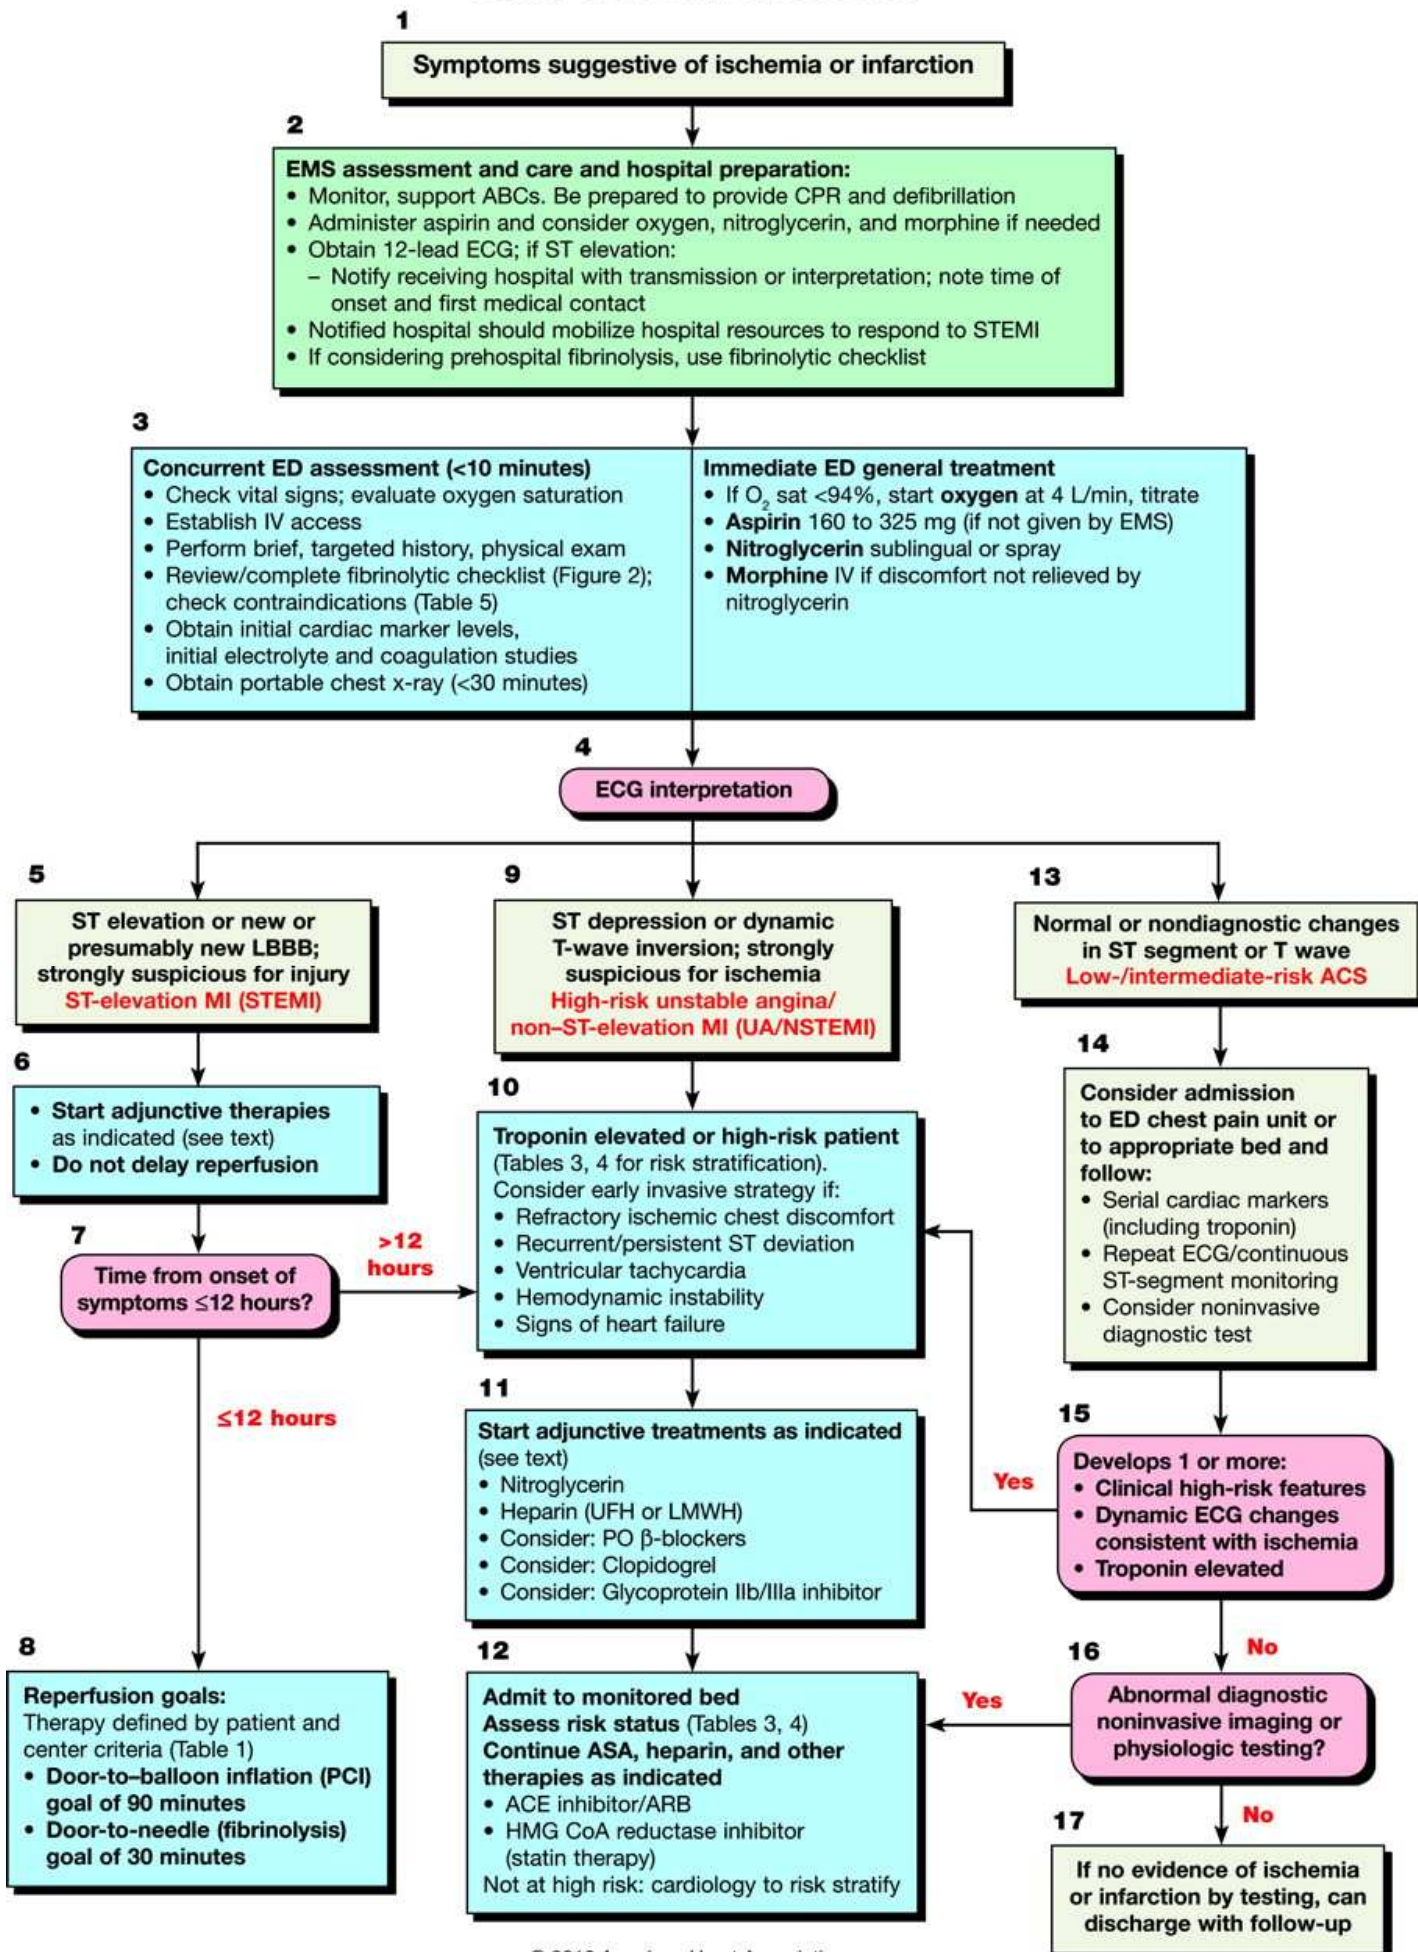 1
Symptoms suggestive of ischemia or infarction
2
EMS assessment and care and hospital preparation:
• Monitor, support ABCs. Be prepared to provide CPR and defibrillation
• Administer aspirin and consider oxygen, nitroglycerin, and morphine if needed
• Obtain 12-lead ECG; if ST elevation:
– Notify receiving hospital with transmission or interpretation; note time of
onset and first medical contact
• Notified hospital should mobilize hospital resources to respond to STEMI
• If considering prehospital fibrinolysis, use fibrinolytic checklist
3
Concurrent ED assessment (<10 minutes)
• Check vital signs; evaluate oxygen saturation
• Establish IV access
• Perform brief, targeted history, physical exam
• Review/complete fibrinolytic checklist (Figure 2);
check contraindications (Table 5)
• Obtain initial cardiac marker levels,
initial electrolyte and coagulation studies
• Obtain portable chest x-ray (<30 minutes)
Immediate ED general treatment
• If O₂ sat <94%, start oxygen at 4 L/min, titrate
• Aspirin 160 to 325 mg (if not given by EMS)
• Nitroglycerin sublingual or spray
• Morphine IV if discomfort not relieved by
nitroglycerin
4
ECG interpretation
5
ST elevation or new or
presumably new LBBB;
strongly suspicious for injury
ST-elevation MI (STEMI)
6
• Start adjunctive therapies
as indicated (see text)
• Do not delay reperfusion
7
Time from onset of
symptoms ≤12 hours?
>12
hours
≤12 hours
8
Reperfusion goals:
Therapy defined by patient and
center criteria (Table 1)
• Door-to–balloon inflation (PCI)
goal of 90 minutes
• Door-to-needle (fibrinolysis)
goal of 30 minutes
9
ST depression or dynamic
T-wave inversion; strongly
suspicious for ischemia
High-risk unstable angina/
non–ST-elevation MI (UA/NSTEMI)
10
Troponin elevated or high-risk patient
(Tables 3, 4 for risk stratification).
Consider early invasive strategy if:
• Refractory ischemic chest discomfort
• Recurrent/persistent ST deviation
• Ventricular tachycardia
• Hemodynamic instability
• Signs of heart failure
11
Start adjunctive treatments as indicated
(see text)
• Nitroglycerin
• Heparin (UFH or LMWH)
• Consider: PO β-blockers
• Consider: Clopidogrel
• Consider: Glycoprotein IIb/IIIa inhibitor
12
Admit to monitored bed
Assess risk status (Tables 3, 4)
Continue ASA, heparin, and other
therapies as indicated
• ACE inhibitor/ARB
• HMG CoA reductase inhibitor
(statin therapy)
Not at high risk: cardiology to risk stratify
13
Normal or nondiagnostic changes
in ST segment or T wave
Low-/intermediate-risk ACS
14
Consider admission
to ED chest pain unit or
to appropriate bed and
follow:
• Serial cardiac markers
(including troponin)
• Repeat ECG/continuous
ST-segment monitoring
• Consider noninvasive
diagnostic test
15
Develops 1 or more:
• Clinical high-risk features
• Dynamic ECG changes
consistent with ischemia
• Troponin elevated
Yes
No
16
Abnormal diagnostic
noninvasive imaging or
physiologic testing?
Yes
No
17
If no evidence of ischemia
or infarction by testing, can
discharge with follow-up